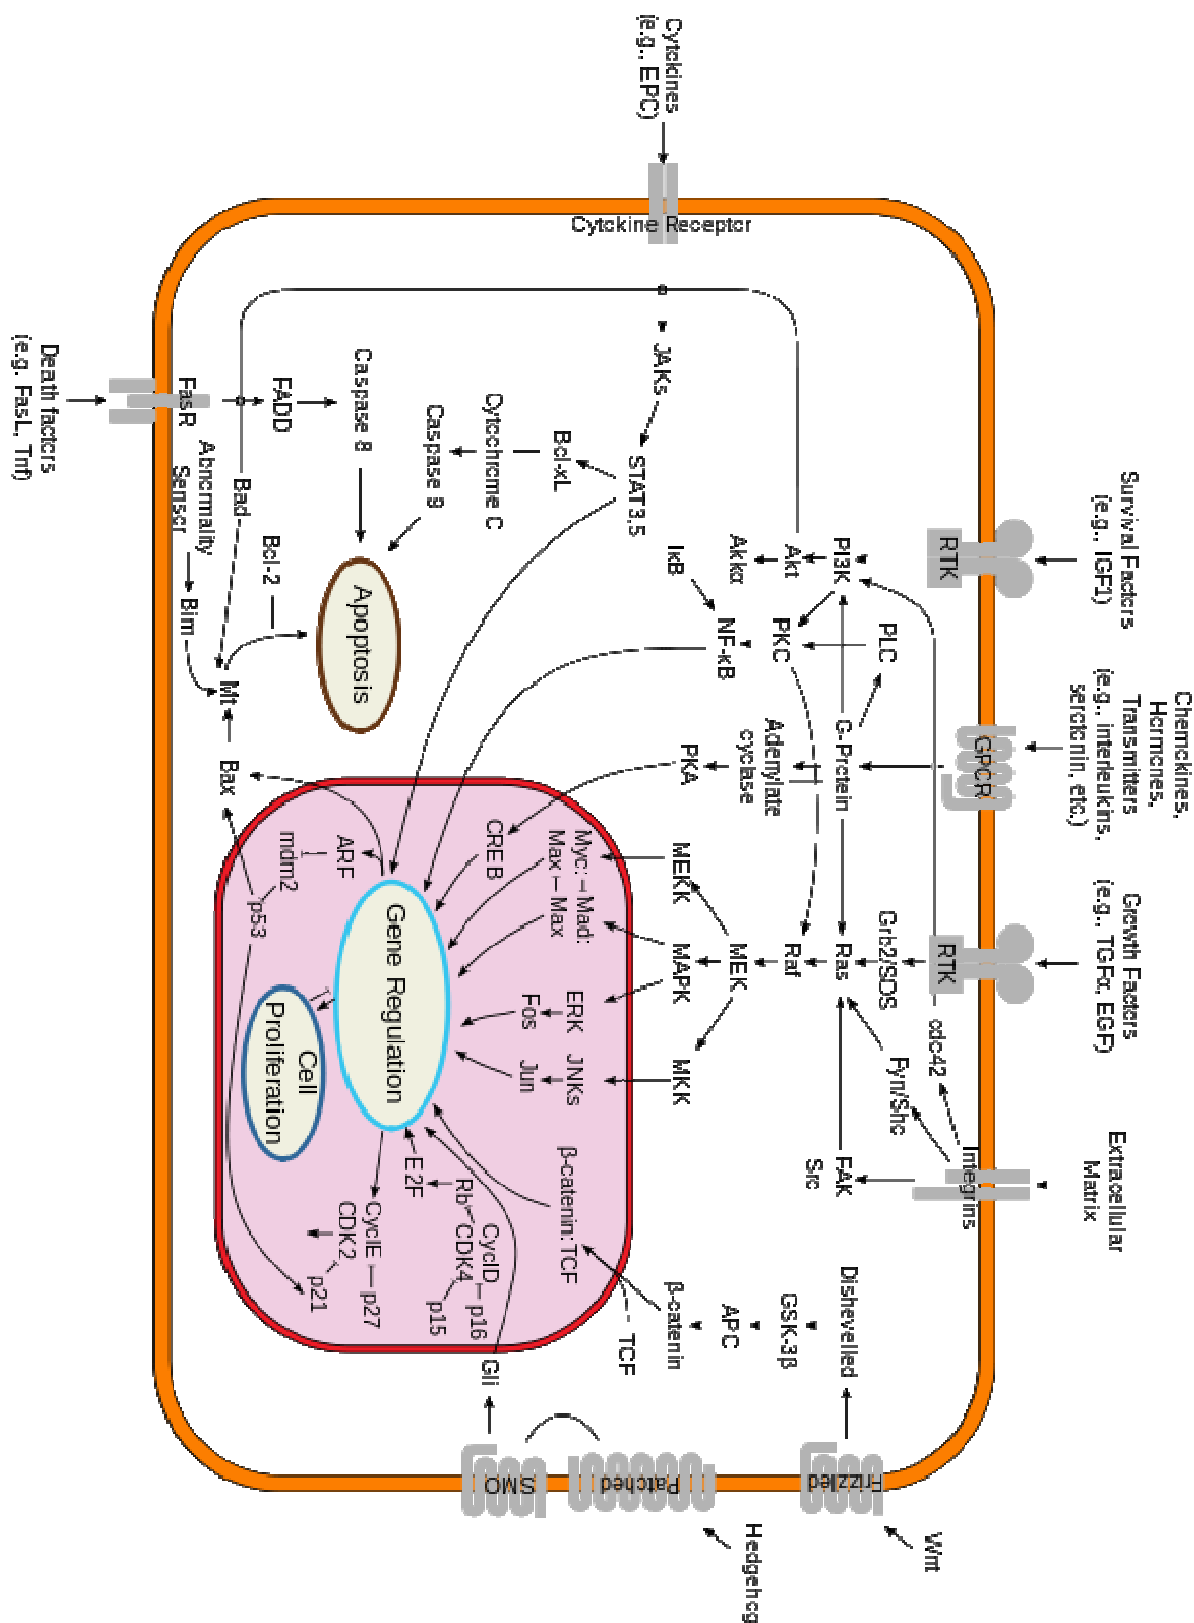 Survival Factors
(e.g., IGF1)
Chemokines,
Hormones,
Transmitters
(e.g., interleukins,
serotonin, etc.)
Growth Factors
(e.g., TGFα, EGF)
Extracellular
Matrix
Wnt
Hedgehog
RTK
GPCR
RTK
Integrins
Frizzled
Patched
SMO
cdc42
Fyn/Shc
Grb2/SOS
PLC
PI3K
G-Protein
Ras
FAK
Src
Dishevelled
Akt
Akkα
PKC
Adenylate
cyclase
Raf
GSK-3β
APC
β-catenin
TCF
Cytokines
(e.g., EPC)
Cytokine Receptor
JAKs
STAT3,5
IκB
NF-κB
PKA
MEK
MEKK
MAPK
MKK
Bcl-xL
Cytochrome C
Caspase 9
Caspase 8
FADD
FasR
Death factors
(e.g. FasL, Tnf)
Apoptosis
Bcl-2
Bad
Abnormality
Sensor
Bim
Mt
Bax
Myc:
Mad:
Max
Max
CREB
ERK
JNKs
Fos
Jun
β-catenin:TCF
Gene Regulation
ARF
mdm2
p53
Cell
Proliferation
E2F
Rb
CyclD
CDK4
p16
p15
CyclE
CDK2
p27
p21
Gli